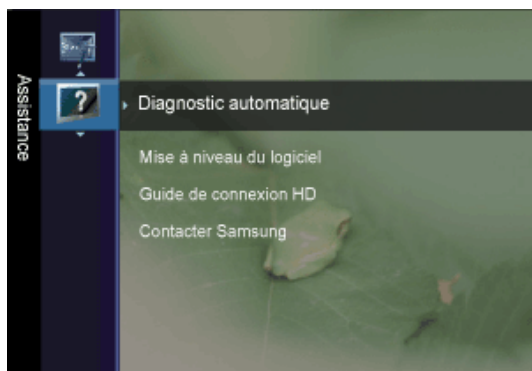 Assistance
Diagnostic automatique
Mise à niveau du logiciel
Guide de connexion HD
Contacter Samsung